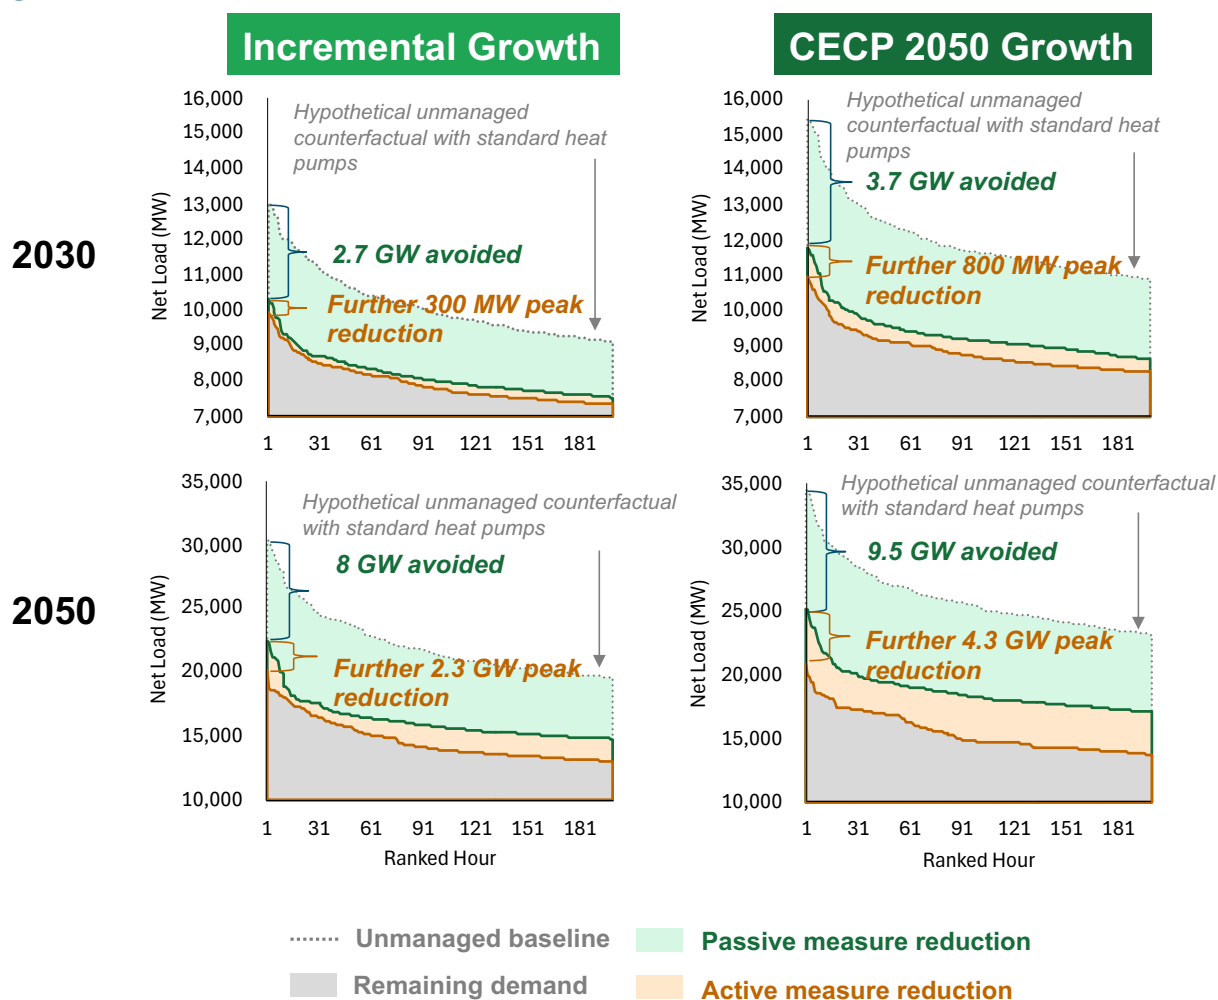 Incremental Growth
CECP 2050 Growth
2030
Net Load (MW)
16,000
15,000
14,000
13,000
12,000
11,000
10,000
9,000
8,000
7,000
Hypothetical unmanaged
counterfactual with standard heat
pumps
2.7 GW avoided
Further 300 MW peak
reduction
1 31 61 91 121 151 181
Net Load (MW)
16,000
15,000
14,000
13,000
12,000
11,000
10,000
9,000
8,000
7,000
Hypothetical unmanaged
counterfactual with standard heat
pumps
3.7 GW avoided
Further 800 MW peak
reduction
1 31 61 91 121 151 181
2050
Net Load (MW)
35,000
30,000
25,000
20,000
15,000
10,000
Hypothetical unmanaged counterfactual
with standard heat pumps
8 GW avoided
Further 2.3 GW peak
reduction
1 31 61 91 121 151 181
Ranked Hour
Net Load (MW)
35,000
30,000
25,000
20,000
15,000
10,000
Hypothetical unmanaged counterfactual
with standard heat pumps
9.5 GW avoided
Further 4.3 GW peak
reduction
1 31 61 91 121 151 181
Ranked Hour
Unmanaged baseline
Passive measure reduction
Remaining demand
Active measure reduction